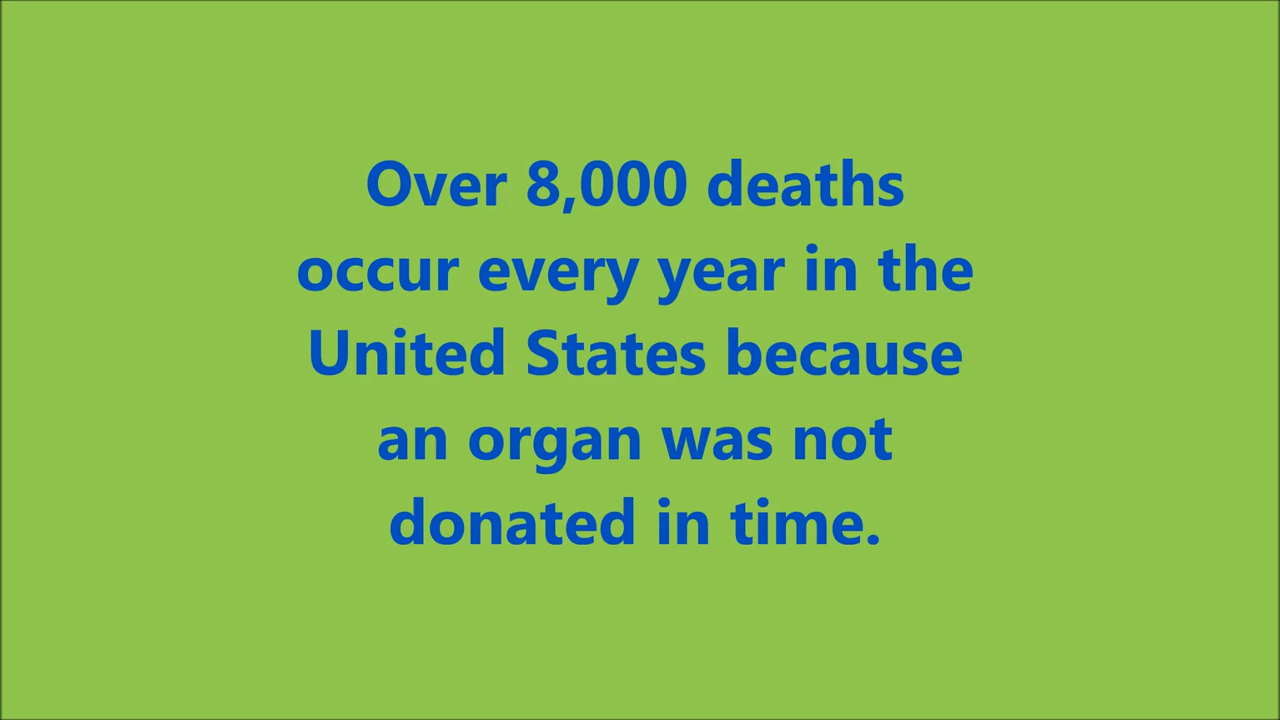 Over 8,000 deaths
occur every year in the
United States because
an organ was not
donated in time.